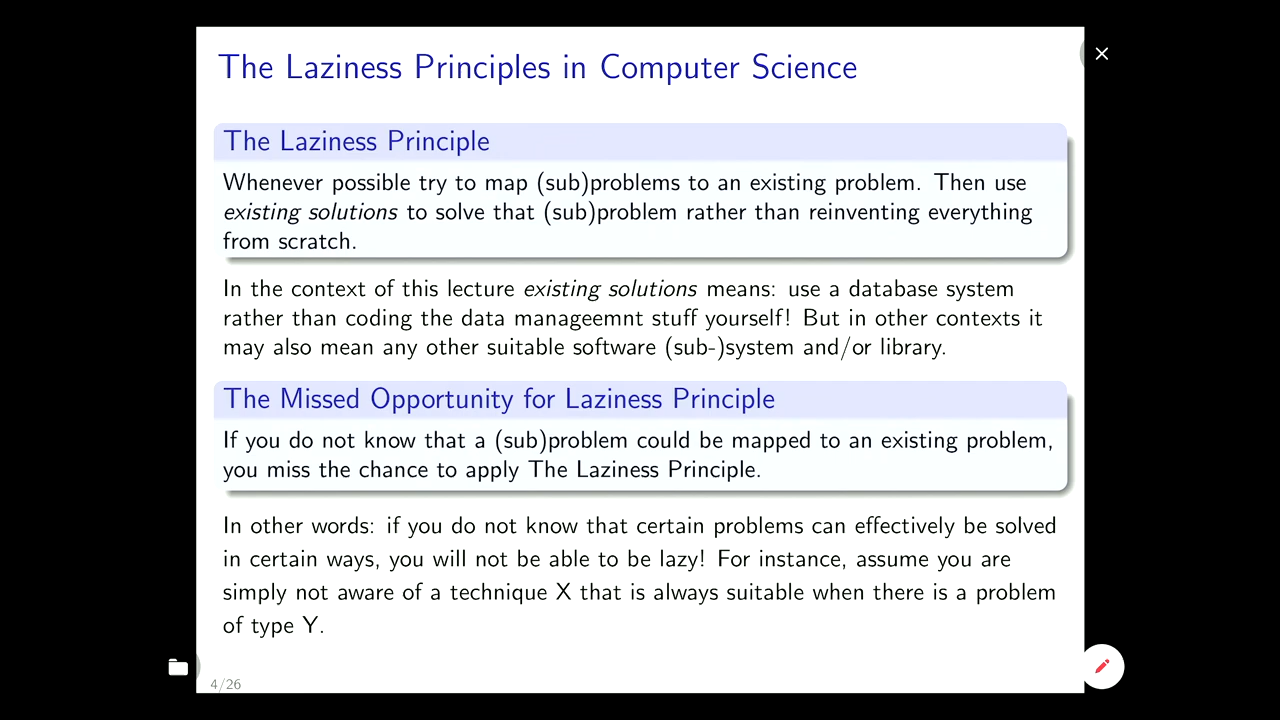 The Laziness Principles in Computer Science
The Laziness Principle
Whenever possible try to map (sub)problems to an existing problem. Then use
existing solutions to solve that (sub)problem rather than reinventing everything
from scratch.
In the context of this lecture existing solutions means: use a database system
rather than coding the data manageemnt stuff yourself! But in other contexts it
may also mean any other suitable software (sub-)system and/or library.
The Missed Opportunity for Laziness Principle
If you do not know that a (sub)problem could be mapped to an existing problem,
you miss the chance to apply The Laziness Principle.
In other words: if you do not know that certain problems can effectively be solved
in certain ways, you will not be able to be lazy! For instance, assume you are
simply not aware of a technique X that is always suitable when there is a problem
of type Y.
4/26